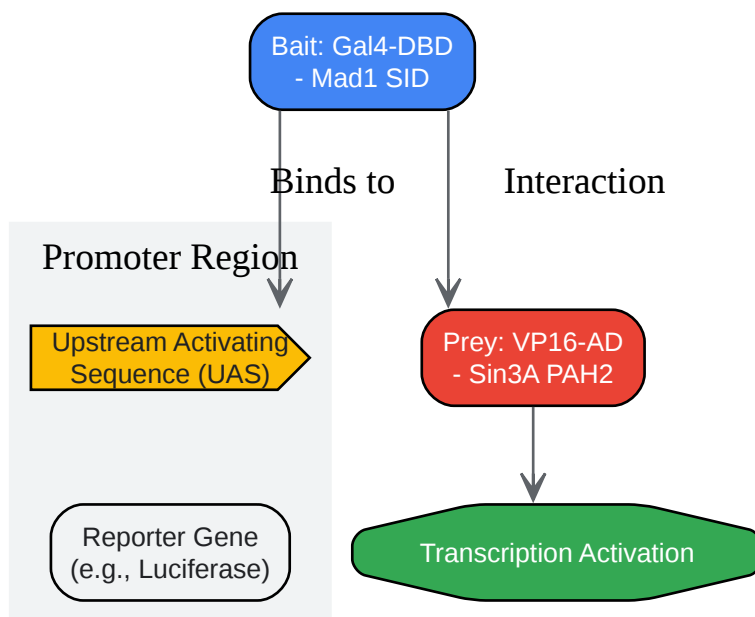 Bait: Gal4-DBD
- Mad1 SID
Binds to
Interaction
Promoter Region
Upstream Activating
Sequence (UAS)
Prey: VP16-AD
- Sin3A PAH2
Reporter Gene
(e.g., Luciferase)
Transcription Activation